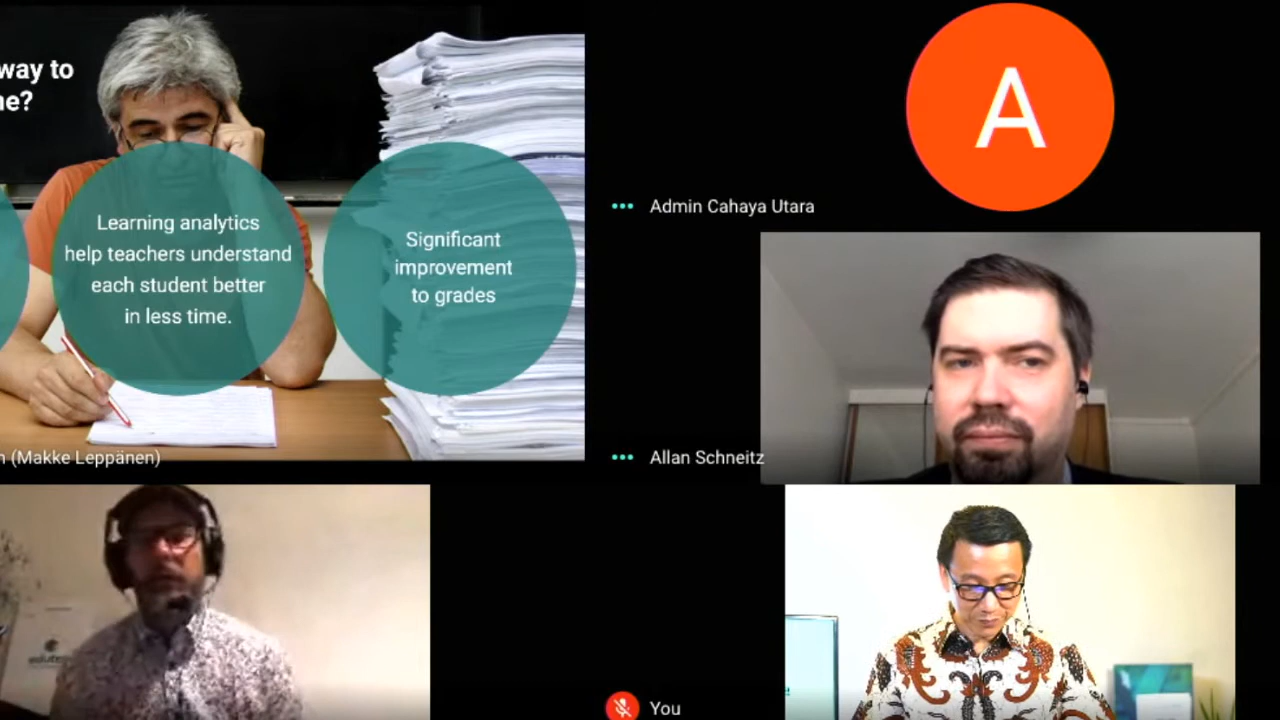 way to
ne?
Learning analytics
help teachers understand
each student better
in less time.
Significant
improvement
to grades
n (Makke Leppänen)
A
Admin Cahaya Utara
Allan Schneitz
You